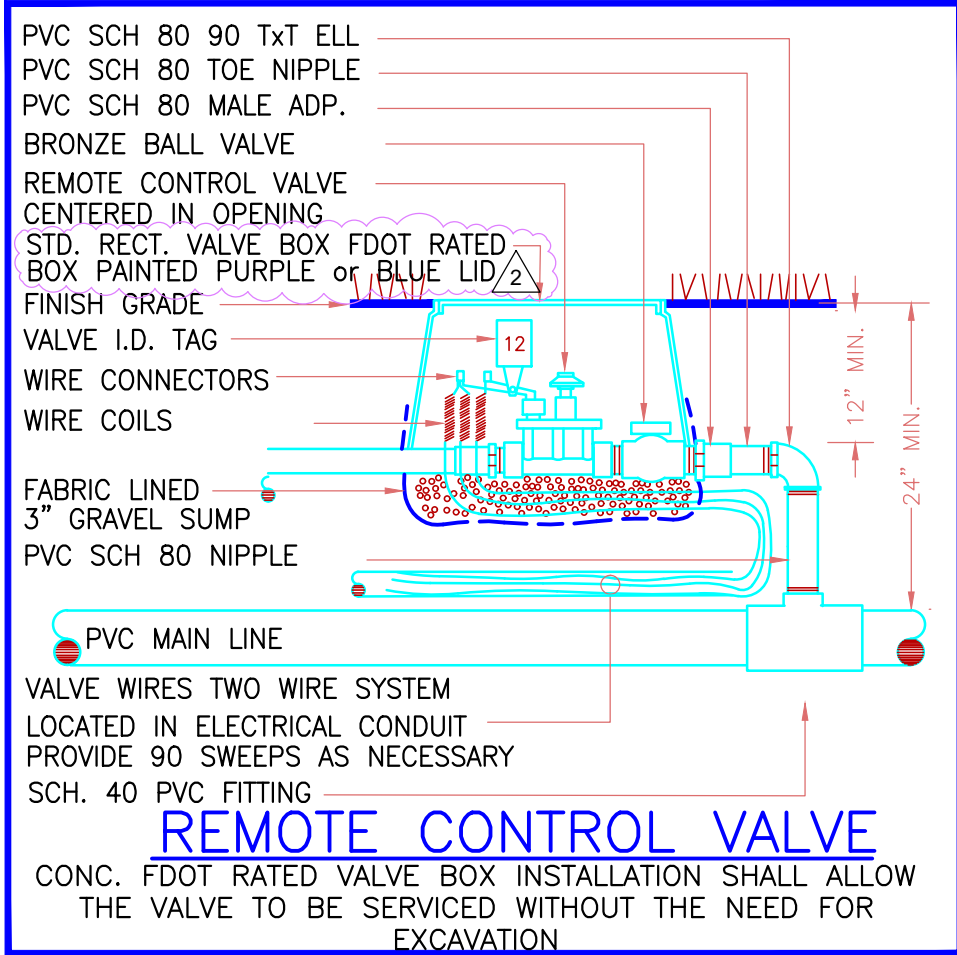 PVC SCH 80 90 TxT ELL
PVC SCH 80 TOE NIPPLE
PVC SCH 80 MALE ADP.
BRONZE BALL VALVE
REMOTE CONTROL VALVE
CENTERED IN OPENING
STD. RECT. VALVE BOX FDOT RATED
BOX PAINTED PURPLE or BLUE LID
2
FINISH GRADE
VALVE I.D. TAG
12
WIRE CONNECTORS
WIRE COILS
12" MIN.
24" MIN.
FABRIC LINED
3" GRAVEL SUMP
PVC SCH 80 NIPPLE
PVC MAIN LINE
VALVE WIRES TWO WIRE SYSTEM
LOCATED IN ELECTRICAL CONDUIT
PROVIDE 90 SWEEPS AS NECESSARY
SCH. 40 PVC FITTING
REMOTE CONTROL VALVE
CONC. FDOT RATED VALVE BOX INSTALLATION SHALL ALLOW
THE VALVE TO BE SERVICED WITHOUT THE NEED FOR
EXCAVATION